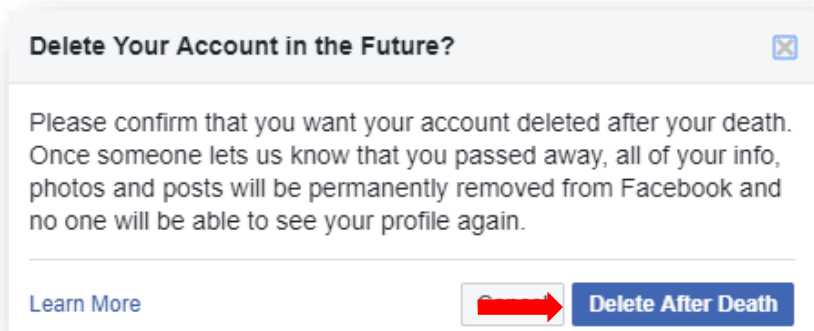 Delete Your Account in the Future?
Please confirm that you want your account deleted after your death.
Once someone lets us know that you passed away, all of your info,
photos and posts will be permanently removed from Facebook and
no one will be able to see your profile again.
Learn More
Delete After Death